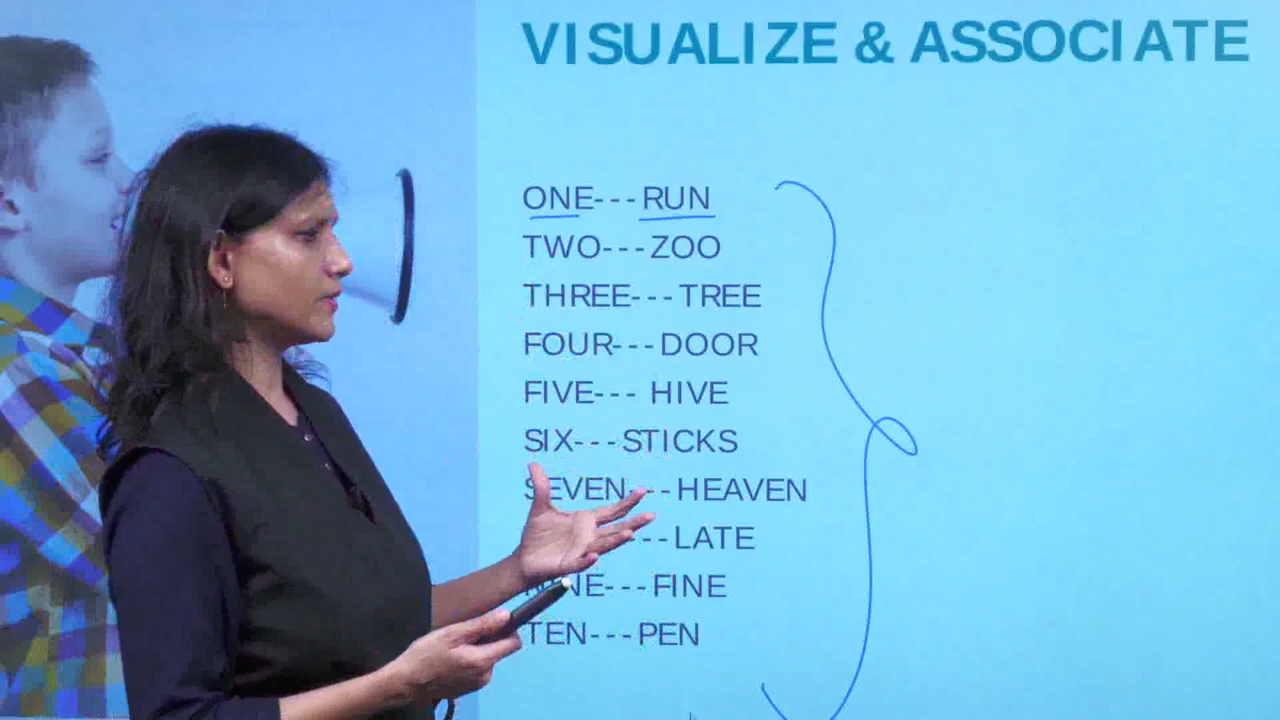 VISUALIZE & ASSOCIATE
ONE---RUN
TWO---ZOO
THREE---TREE
FOUR---DOOR
FIVE--- HIVE
SIX---STICKS
SEVEN---HEAVEN
--LATE
NINE---FINE
TEN---PEN